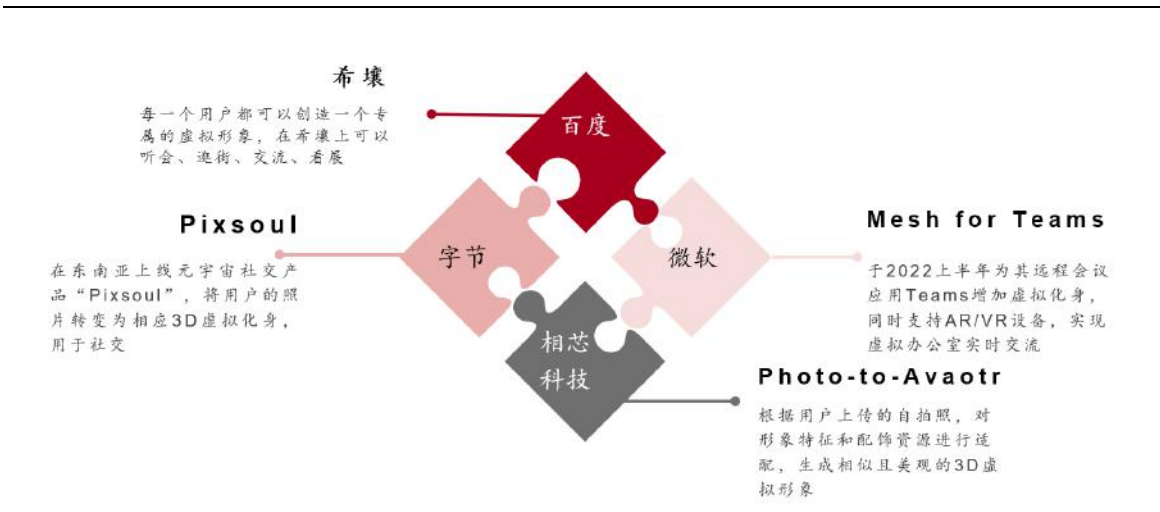 希壤
每一个用户都可以创造一个专
属的虚拟形象，在希壤上可以
听会、逛街、交流、看展
百度
Pixsoul
在东南亚上线元宇宙社交产
品“Pixsoul”，将用户的照
片转变为相应3D虚拟化身，
用于社交
字节
微软
Mesh for Teams
于2022上半年为其远程会议
应用Teams增加虚拟化身，
同时支持AR/VR设备，实现
虚拟办公室实时交流
相芯
科技
Photo-to-Avaotr
根据用户上传的自拍照，对
形象特征和配饰资源进行适
配，生成相似且美观的3D虚
拟形象